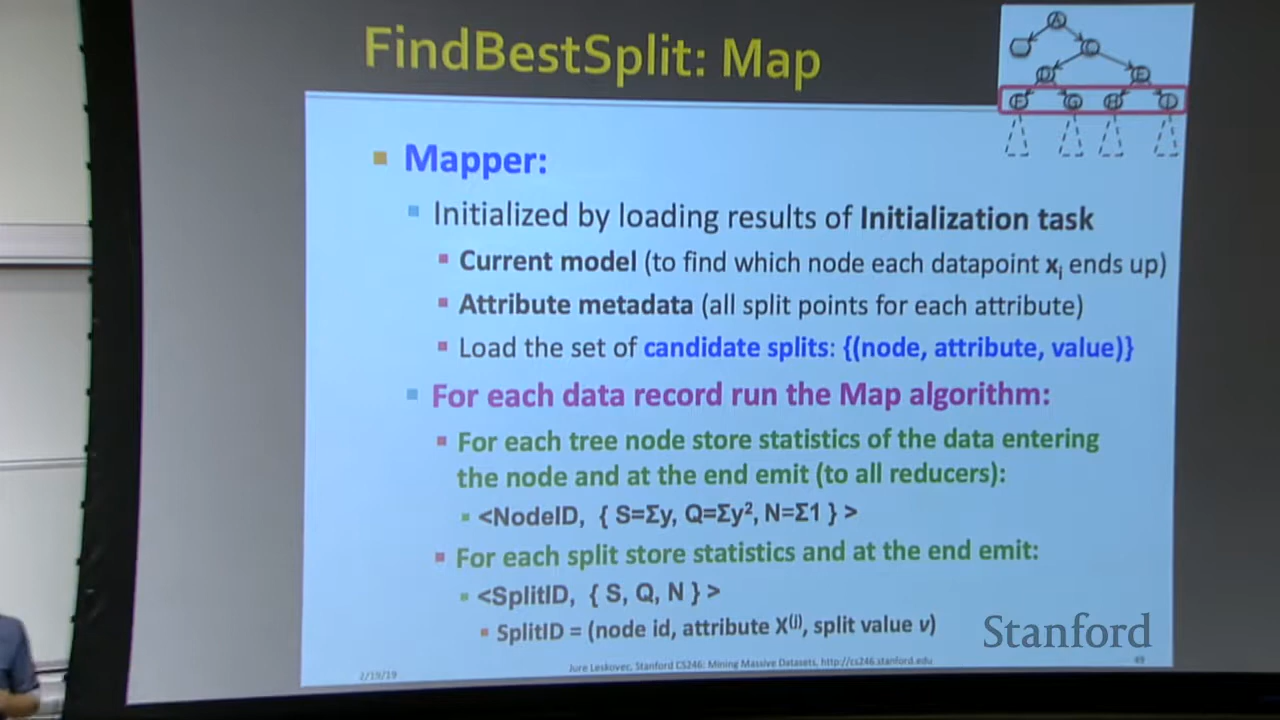 FindBestSplit: Map
A
C
D
E
F
G
H
I
Mapper:
Initialized by loading results of Initialization task
Current model (to find which node each datapoint xi ends up)
Attribute metadata (all split points for each attribute)
Load the set of candidate splits: {(node, attribute, value)}
For each data record run the Map algorithm:
For each tree node store statistics of the data entering
the node and at the end emit (to all reducers):
<NodeID, { S=Σy, Q=Σy², N=Σ1 } >
For each split store statistics and at the end emit:
<SplitID, { S, Q, N } >
SplitID = (node id, attribute X(j), split value v)
Stanford
2/19/19
Jure Leskovec, Stanford CS246: Mining Massive Datasets, http://cs246.stanford.edu
49